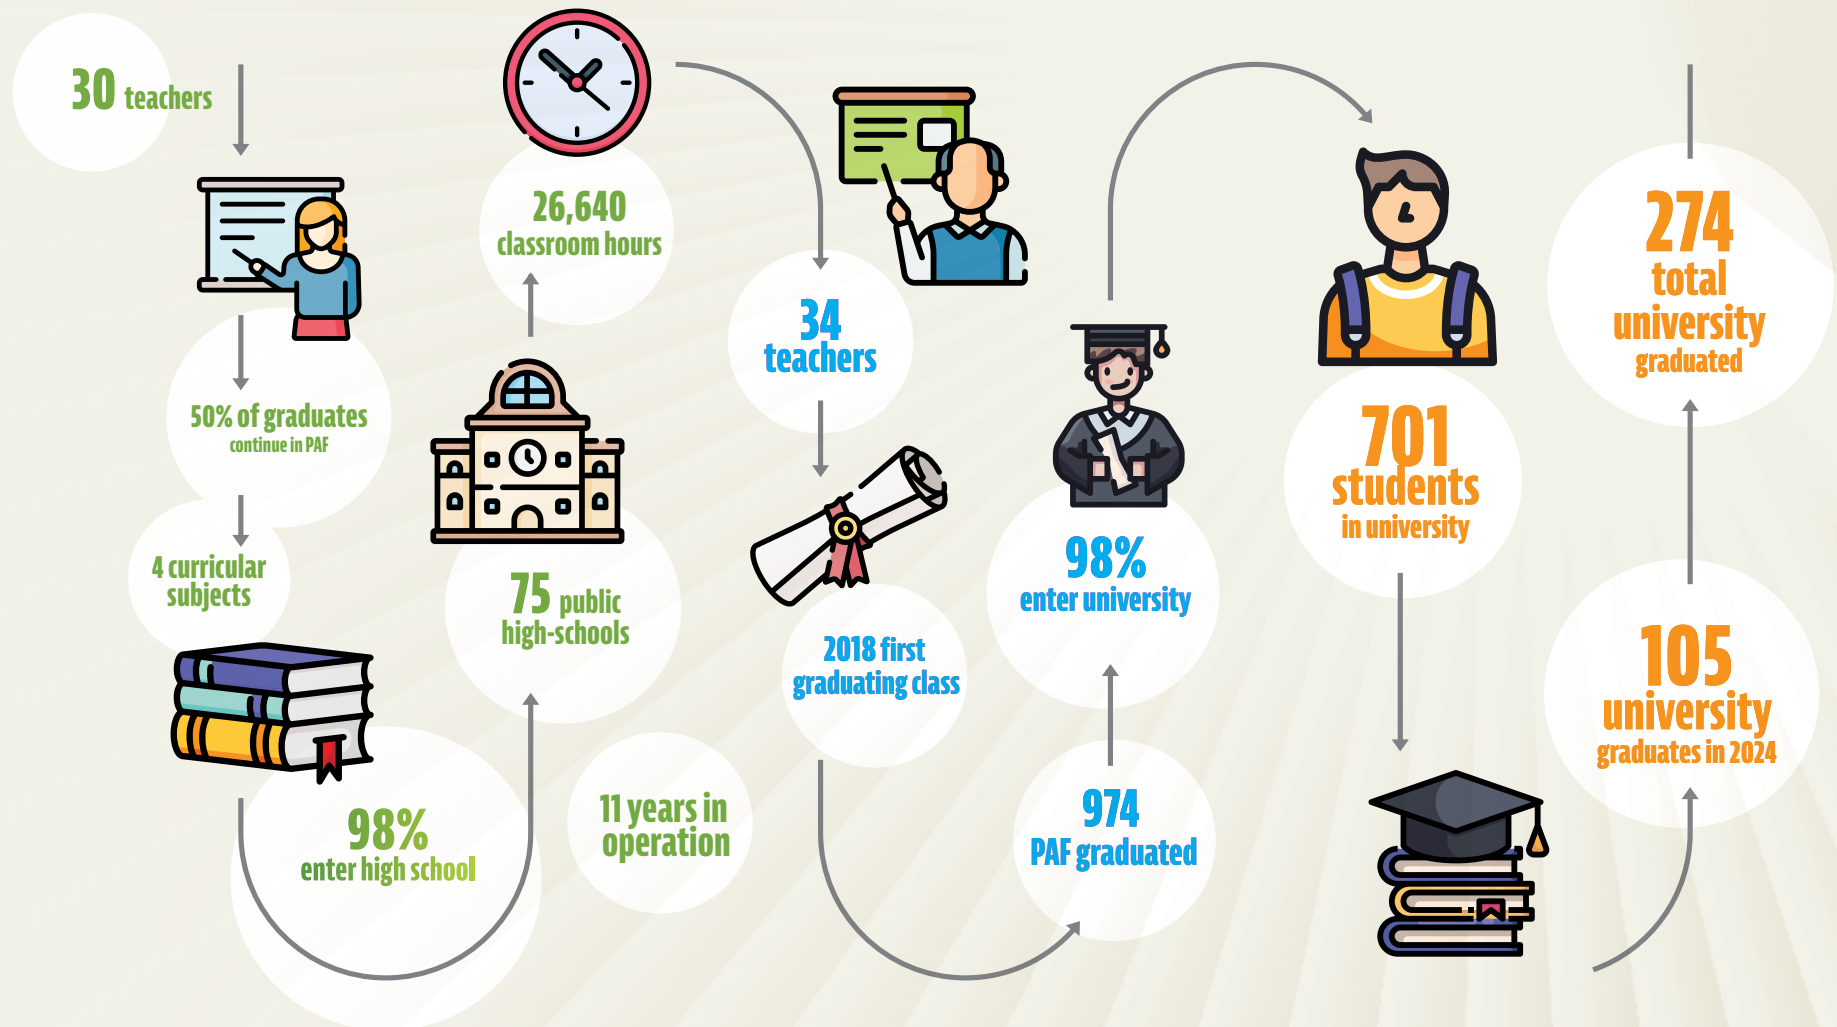 30 teachers
50% of graduates
continue in PAF
4 curricular
subjects
98%
enter high school
75 public
high-schools
26,640
classroom hours
11 years in
operation
34
teachers
2018 first
graduating class
974
PAF graduated
98%
enter university
701
students
in university
105
university
graduates in 2024
274
total
university
graduated